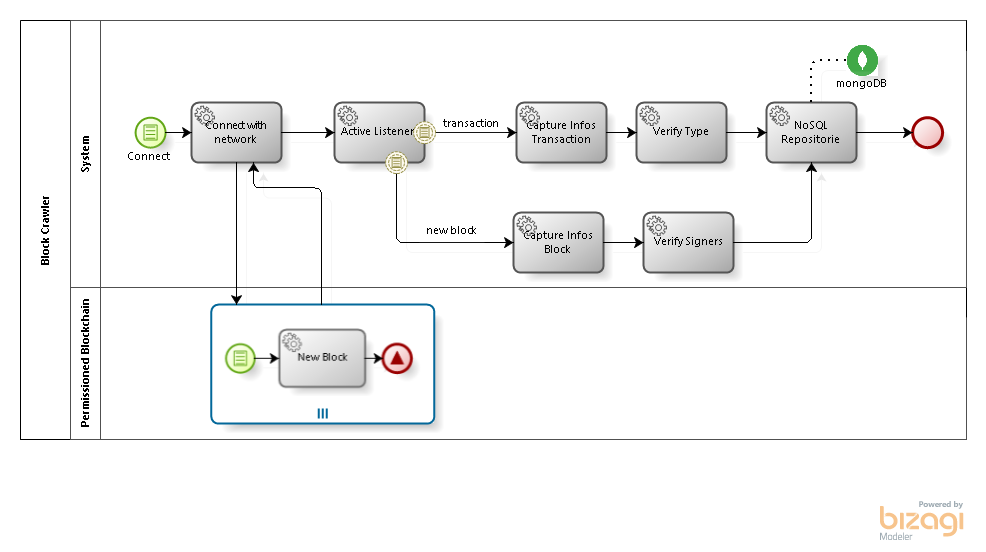 Block Crawler
System
Permissioned Blockchain
Connect
Connect with
network
Active Listener
transaction
Capture Infos
Transaction
Verify Type
NoSQL
Repositorie
mongoDB
new block
Capture Infos
Block
Verify Signers
New Block
Powered by
bizagi
Modeler